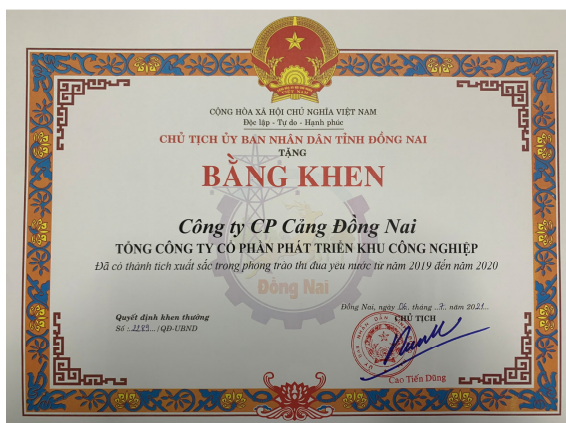 CỘNG HÒA XÃ HỘI CHỦ NGHĨA VIỆT NAM
Độc lập - Tự do - Hạnh phúc
CHỦ TỊCH ỦY BAN NHÂN DÂN TỈNH ĐỒNG NAI
TẶNG
BẰNG KHEN
Công ty CP Cảng Đồng Nai
TỔNG CÔNG TY CỔ PHẦN PHÁT TRIỂN KHU CÔNG NGHIỆP
Đã có thành tích xuất sắc trong phong trào thi đua yêu nước từ năm 2019 đến năm 2020
Đồng Nai
Đồng Nai, ngày 06 tháng .7. năm 2021
Quyết định khen thưởng
Số : 2283 /QĐ-UBND
CHỦ TỊCH
Cao Tiến Dũng